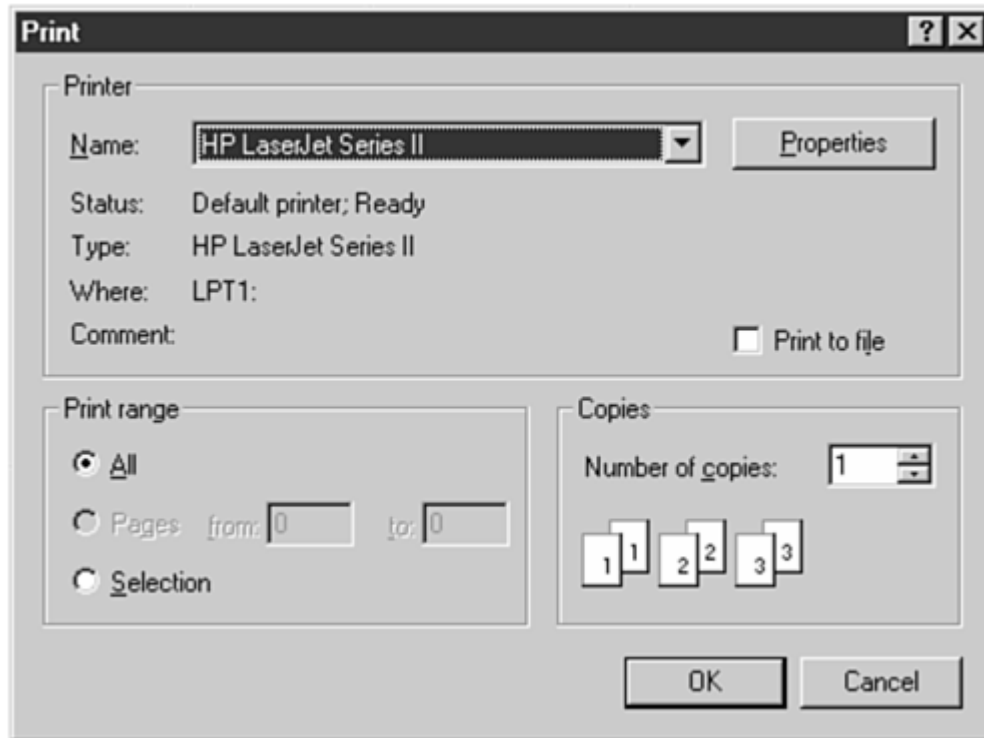 Print
Printer
Name: HP LaserJet Series II Properties
Status: Default printer; Ready
Type: HP LaserJet Series II
Where: LPT1:
Comment:
Print to file
Print range
All
Pages from: 0 to: 0
Selection
Copies
Number of copies: 1
1 1 2 2 3 3
OK Cancel